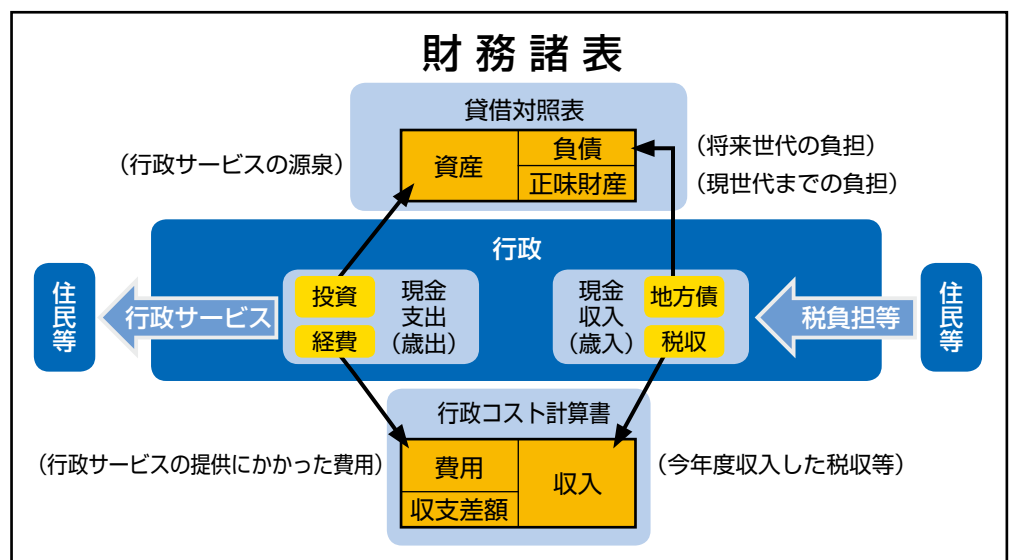 財務諸表
貸借対照表
(行政サービスの源泉)
資産
負債
正味財産
(将来世代の負担)
(現世代までの負担)
行政
住民等
行政サービス
投資
経費
現金
支出
(歳出)
現金
収入
(歳入)
地方債
税収
税負担等
住民等
行政コスト計算書
(行政サービスの提供にかかった費用)
費用
収支差額
収入
(今年度収入した税収等)